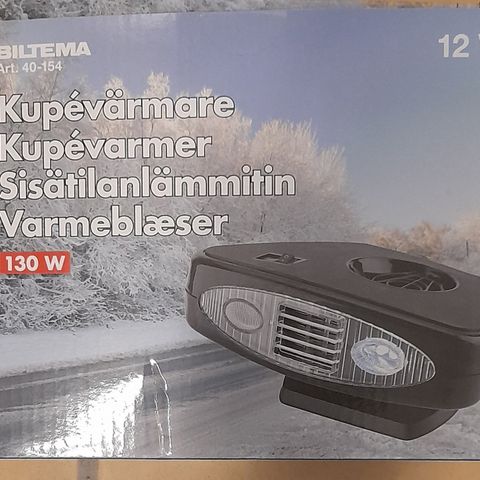 BILTEMA
Art. 40-154
12 V
Kupévärmare
Kupévarmer
Sisätilanlämmitin
Varmeblæser
130 W